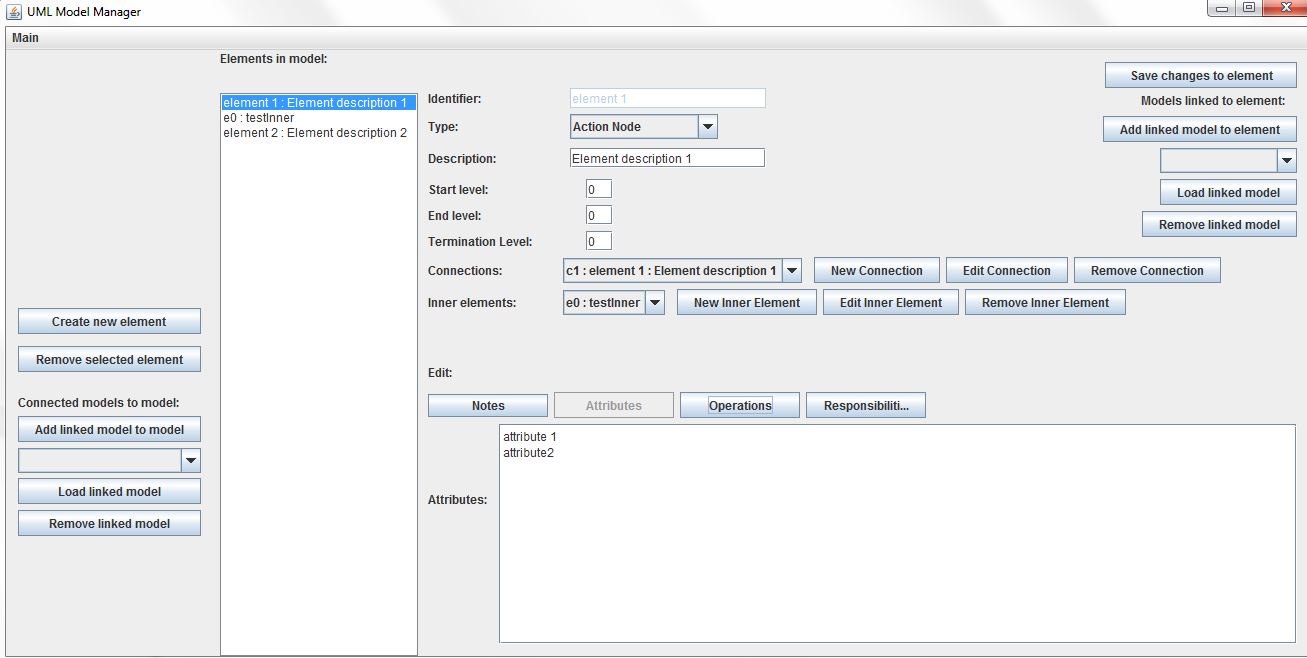 UML Model Manager
Main
Elements in model:
element 1 : Element description 1
e0 : testInner
element 2 : Element description 2
Create new element
Remove selected element
Connected models to model:
Add linked model to model
Load linked model
Remove linked model
Identifier:
element 1
Type:
Action Node
Description:
Element description 1
Start level:
0
End level:
0
Termination Level:
0
Connections:
c1 : element 1 : Element description 1
New Connection
Edit Connection
Remove Connection
Inner elements:
e0 : testInner
New Inner Element
Edit Inner Element
Remove Inner Element
Save changes to element
Models linked to element:
Add linked model to element
Load linked model
Remove linked model
Edit:
Notes
Attributes
Operations
Responsibiliti...
Attributes:
attribute 1
attribute2